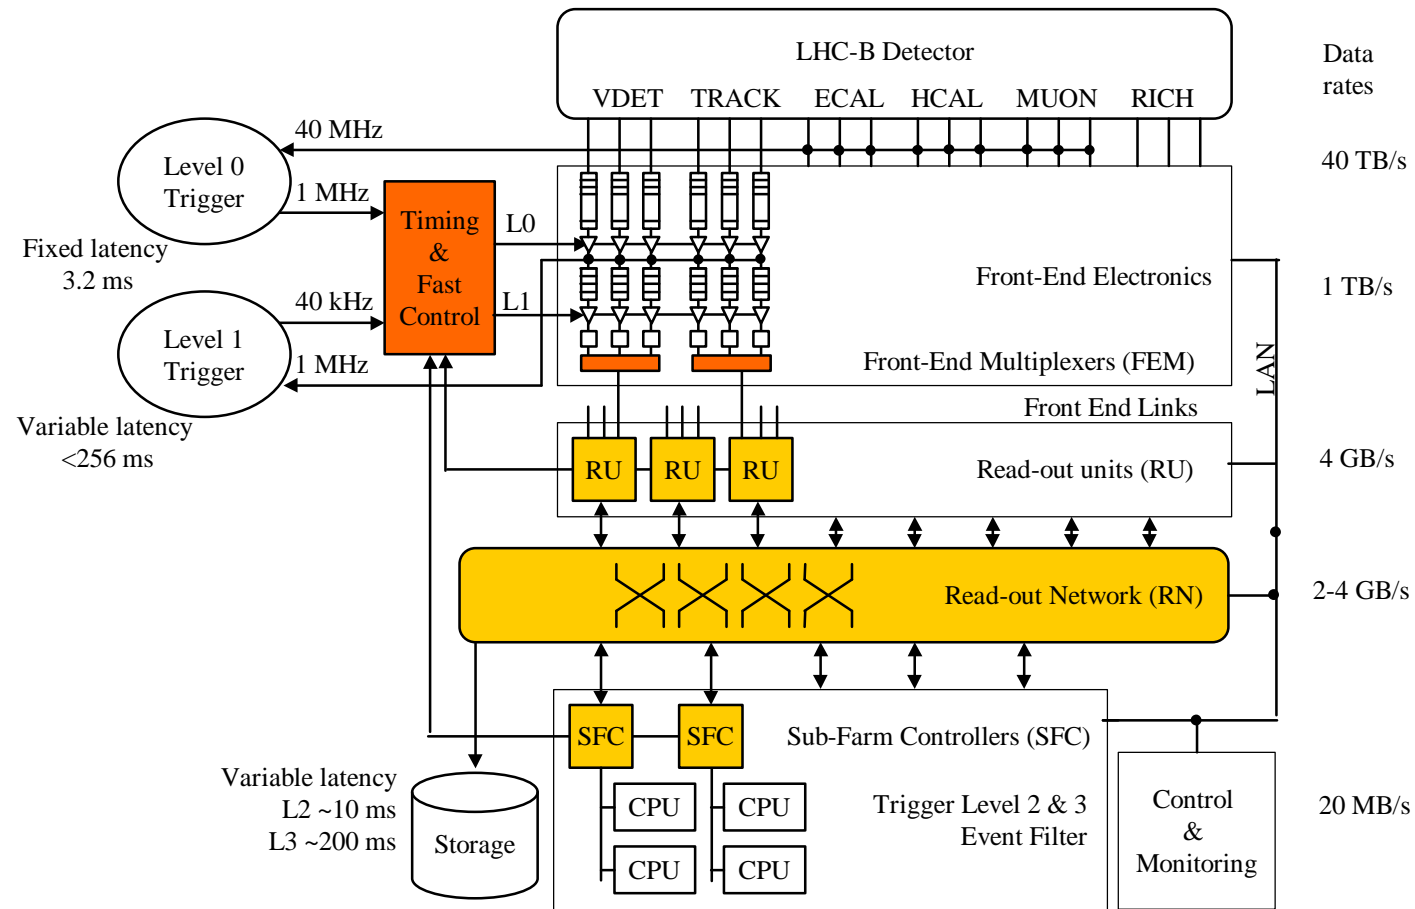 LHC-B Detector
Data
rates
VDET TRACK ECAL HCAL MUON RICH
40 MHz
40 TB/s
Level 0
Trigger
1 MHz
Timing
&
Fast
Control
L0
Fixed latency
3.2 ms
Front-End Electronics
1 TB/s
40 kHz
L1
Level 1
Trigger
1 MHz
Front-End Multiplexers (FEM)
LAN
Front End Links
Variable latency
<256 ms
RU RU RU
Read-out units (RU)
4 GB/s
Read-out Network (RN)
2-4 GB/s
SFC SFC
Sub-Farm Controllers (SFC)
Variable latency
L2 ~10 ms
L3 ~200 ms
Storage
CPU CPU
CPU CPU
Trigger Level 2 & 3
Event Filter
Control
&
Monitoring
20 MB/s